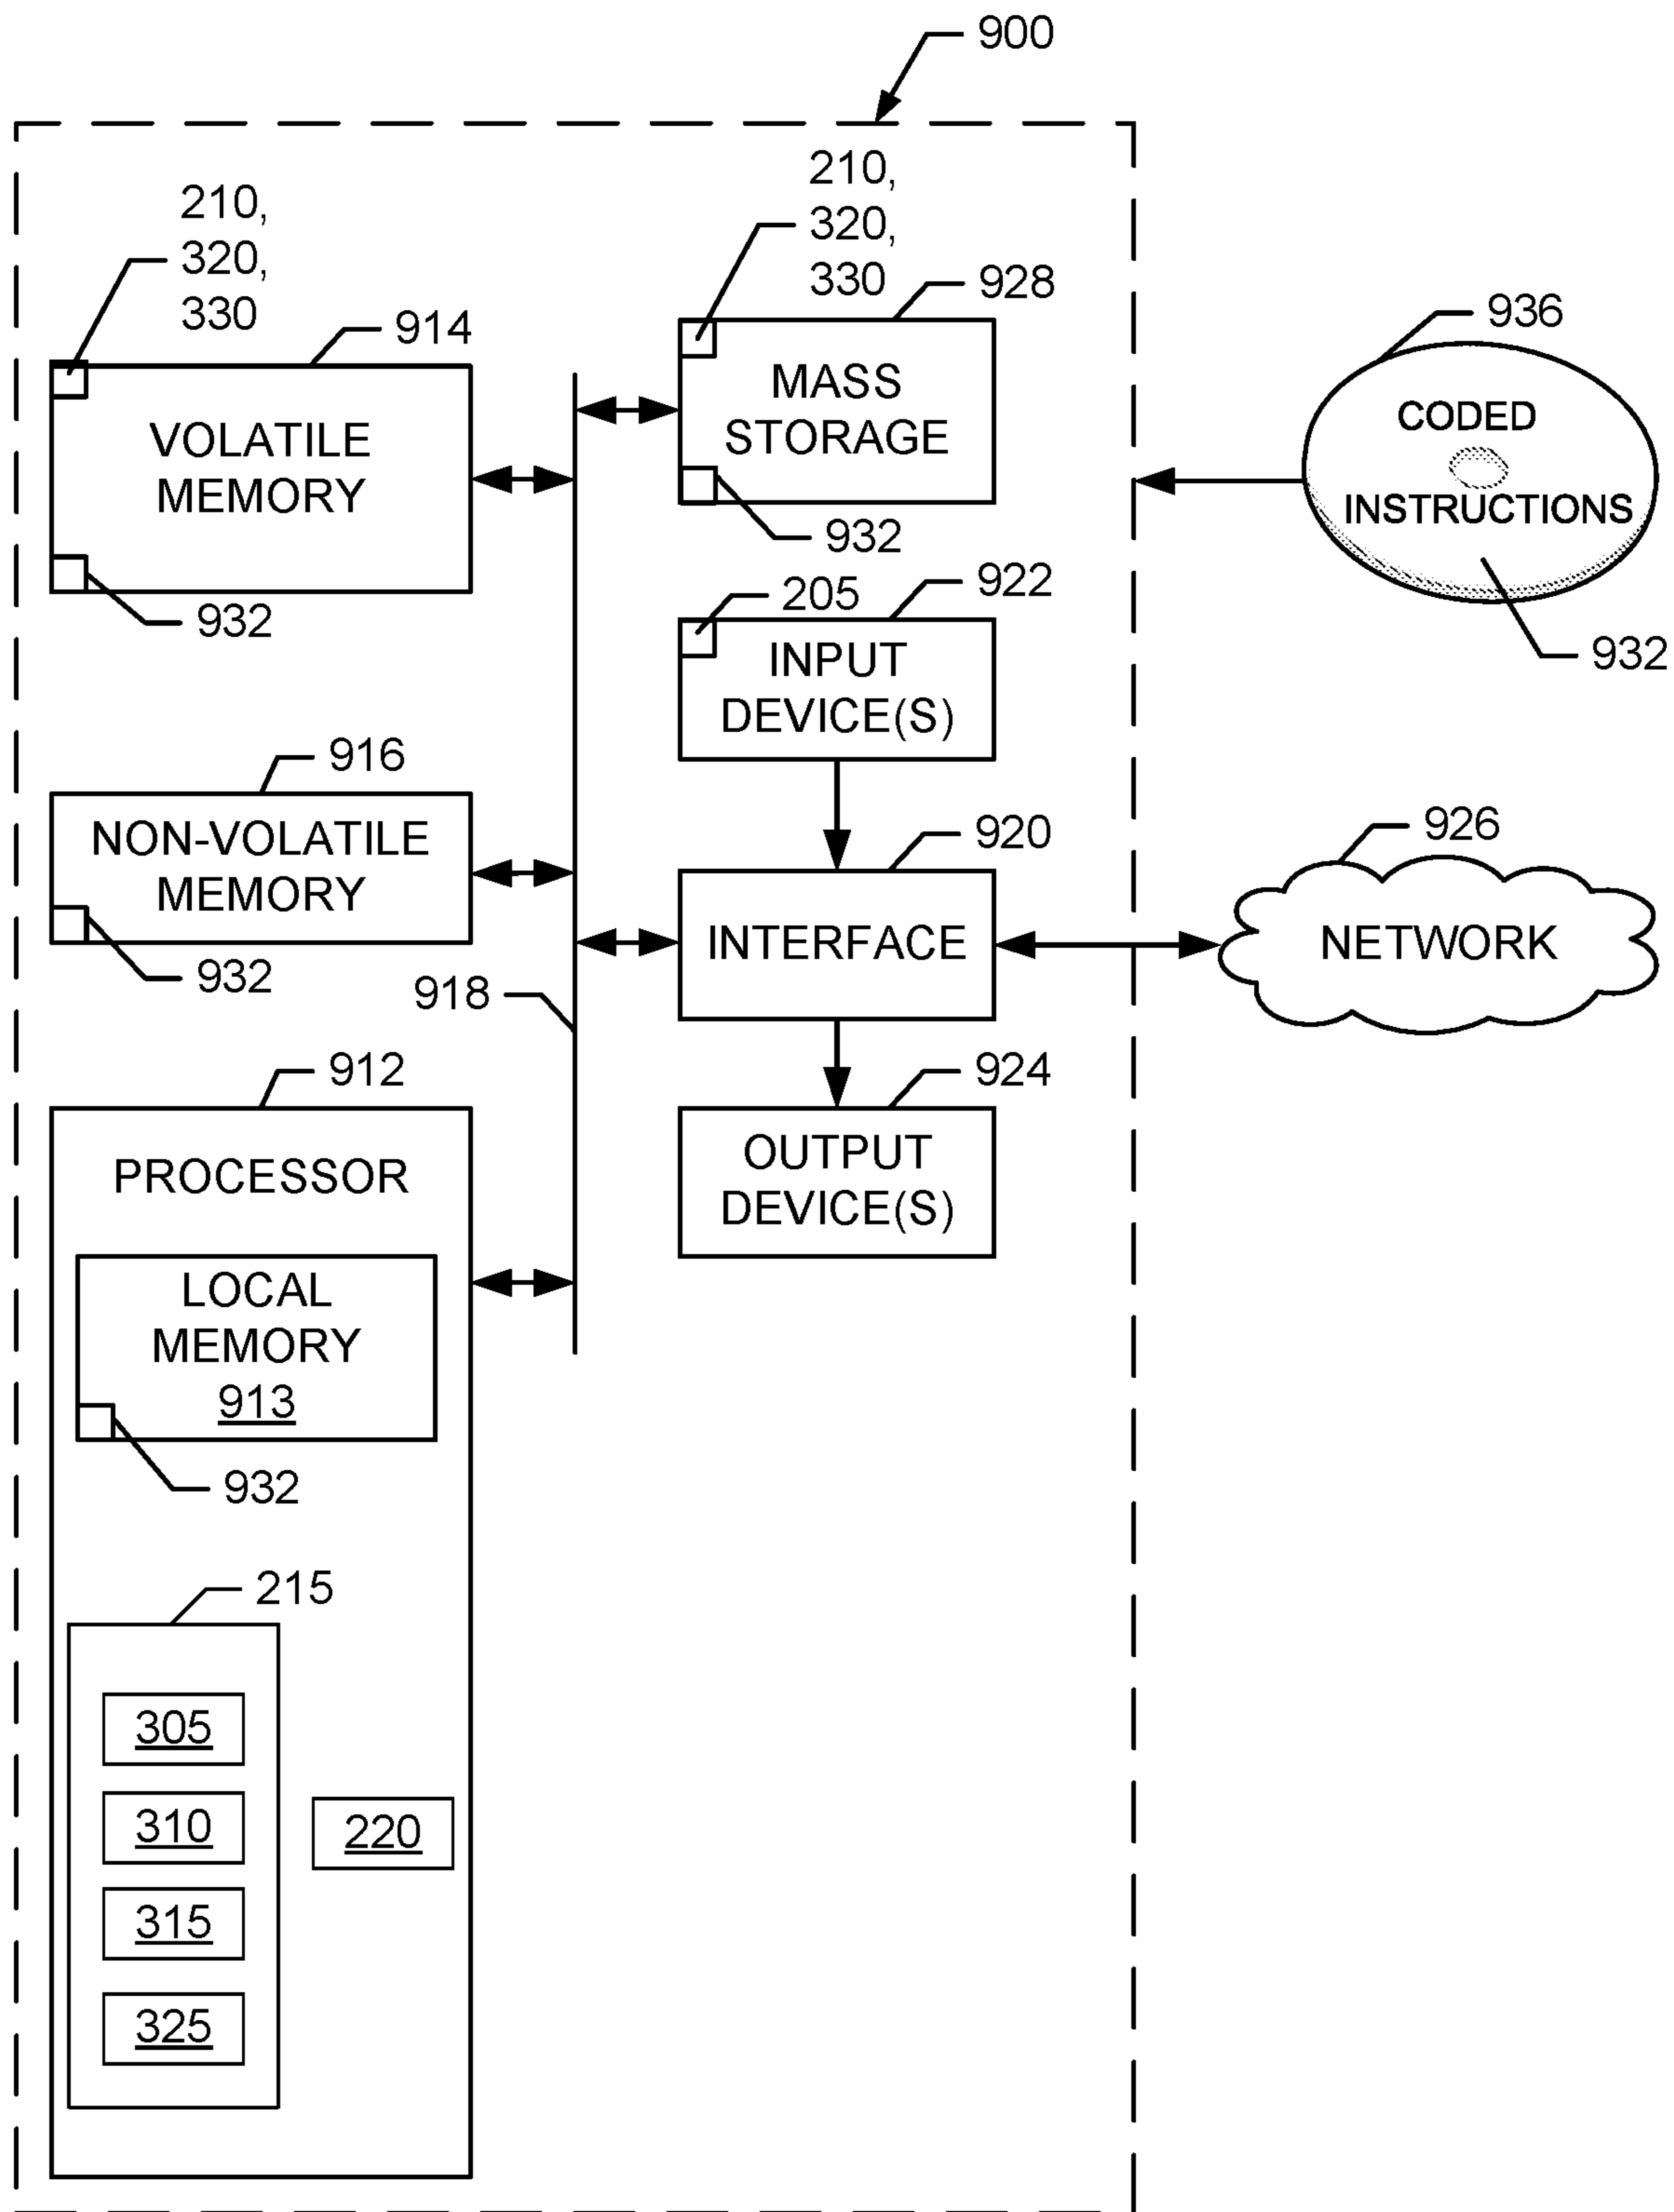 900
210,
320,
330
914
VOLATILE
MEMORY
932
210,
320,
330
928
MASS
STORAGE
932
936
CODED
INSTRUCTIONS
932
205
922
INPUT
DEVICE(S)
916
NON-VOLATILE
MEMORY
932
918
920
INTERFACE
926
NETWORK
912
PROCESSOR
LOCAL
MEMORY
913
932
924
OUTPUT
DEVICE(S)
215
305
310
315
325
220